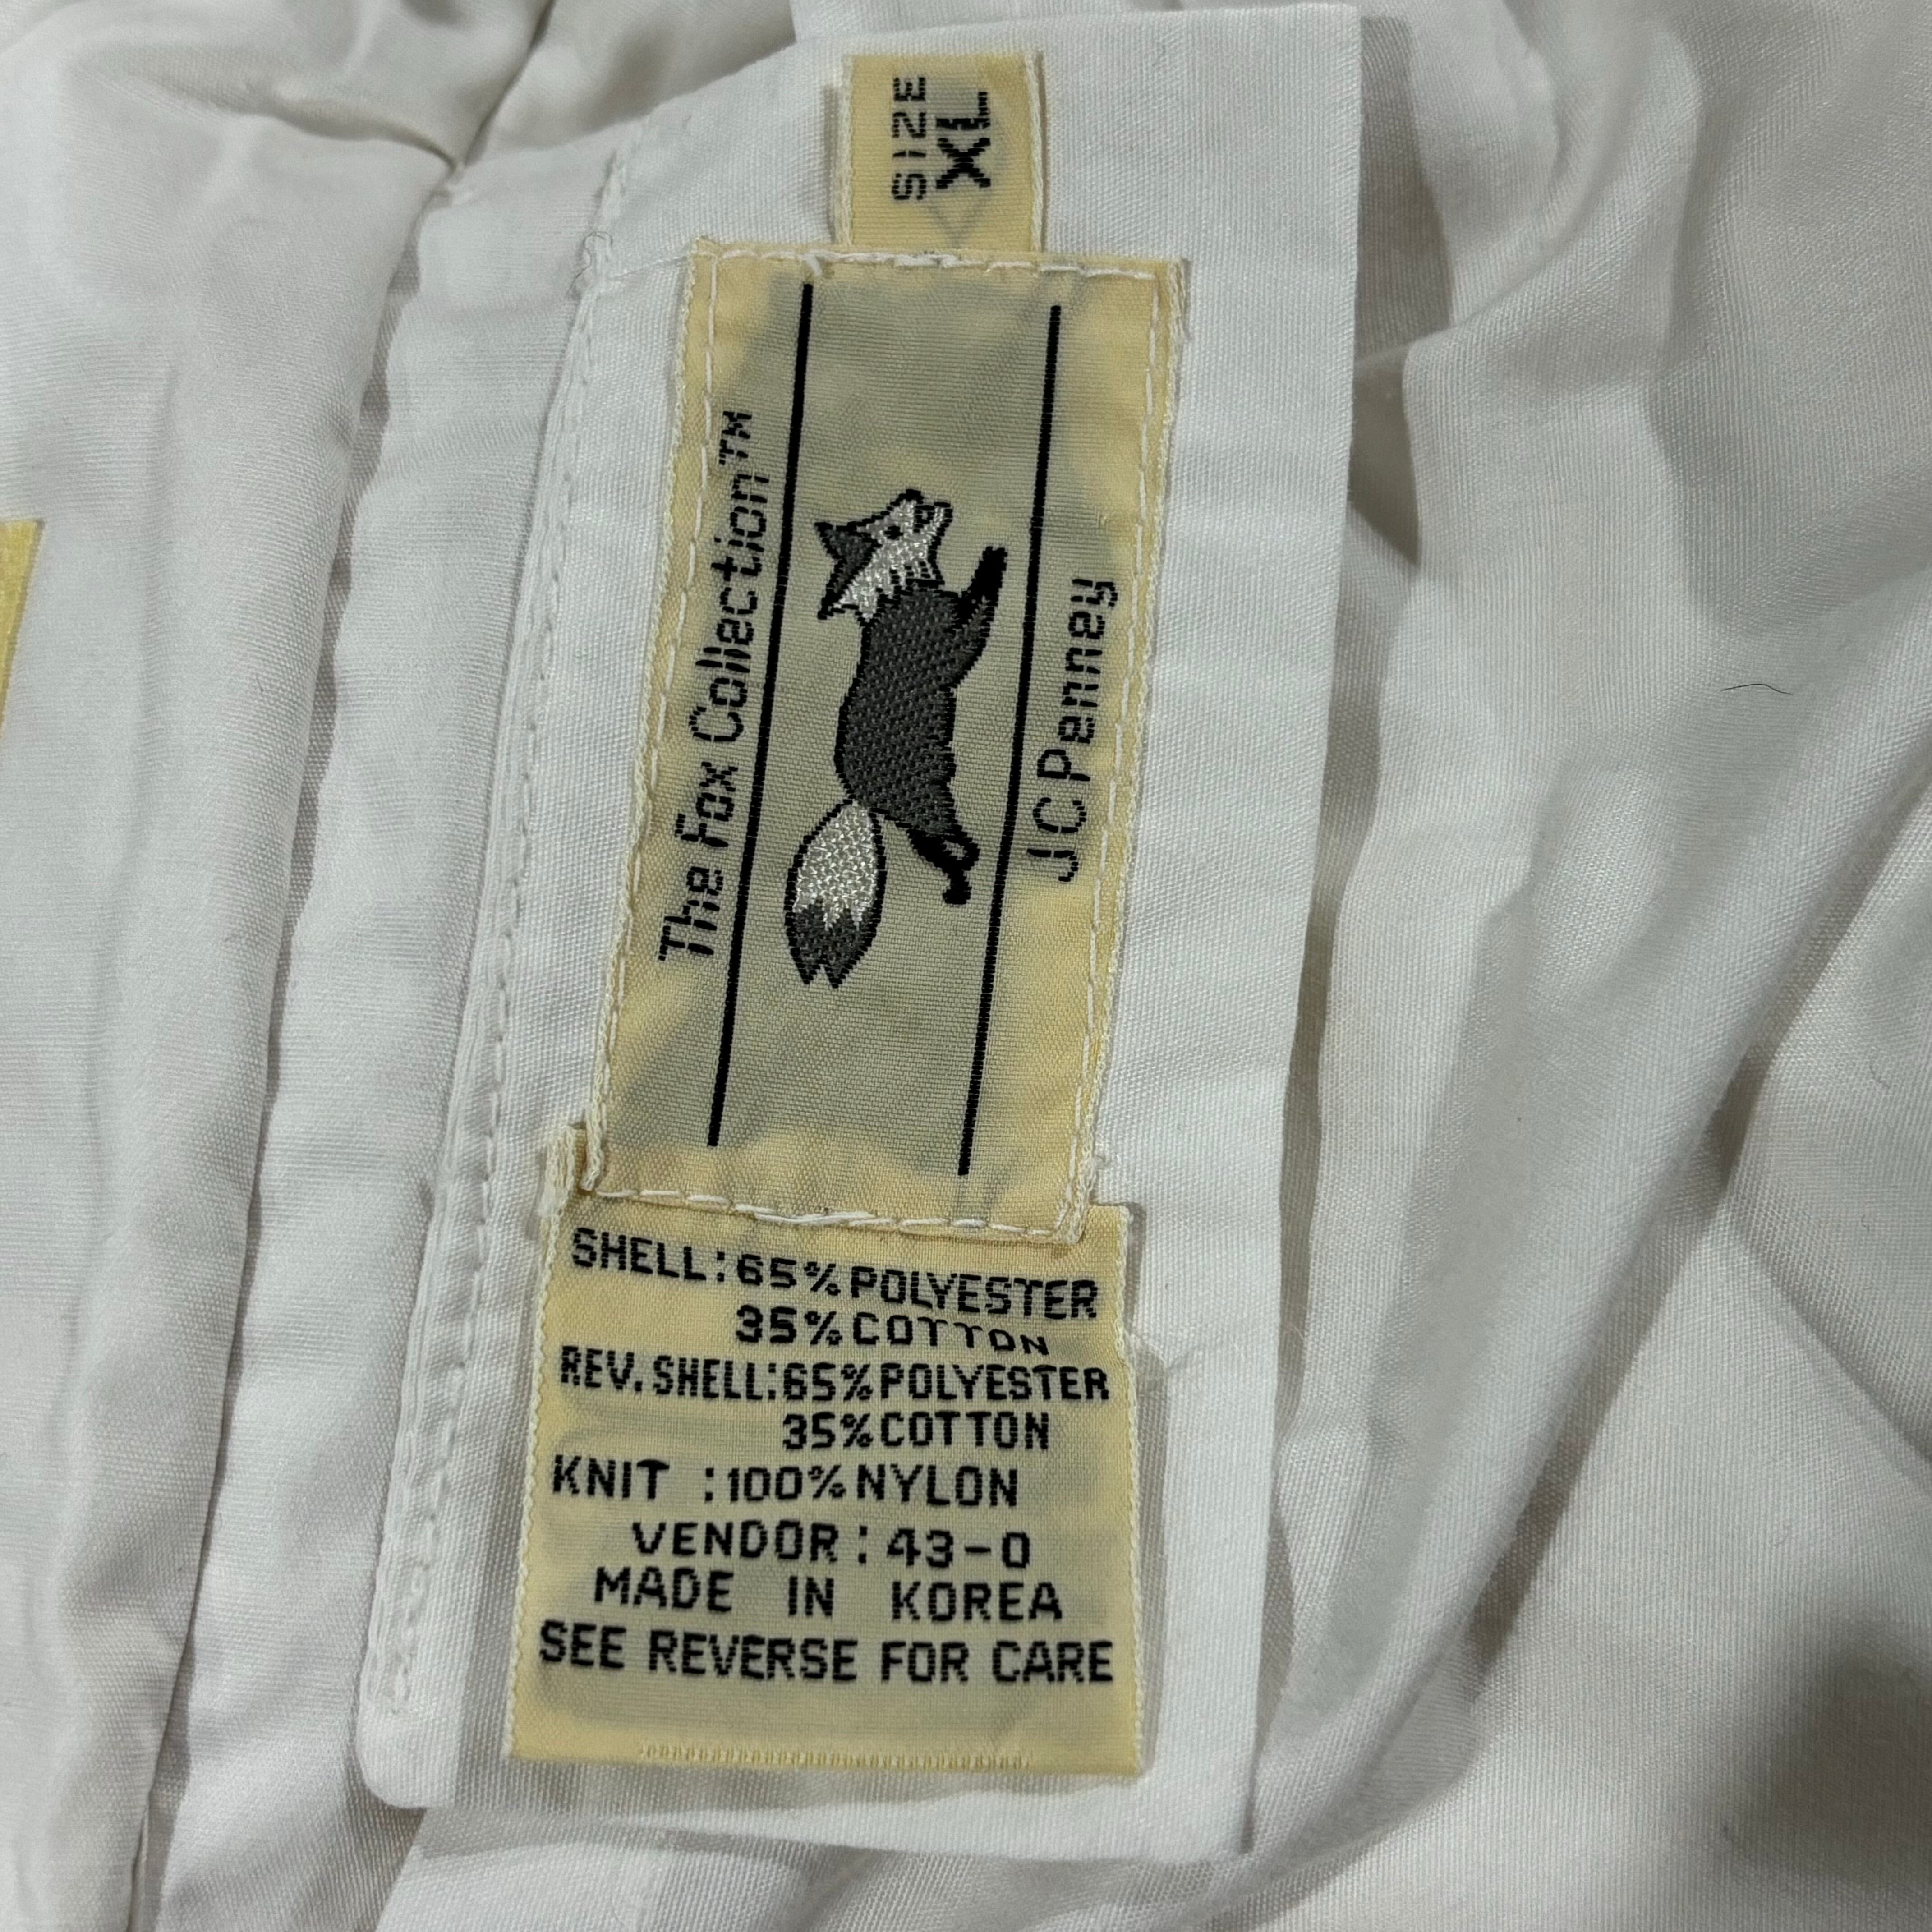 SIZE
XL
The Fox Collection™
JCPenney
SHELL:65%POLYESTER
35%COTTON
REV.SHELL:65%POLYESTER
35%COTTON
KNIT :100%NYLON
VENDOR:43-0
MADE IN KOREA
SEE REVERSE FOR CARE